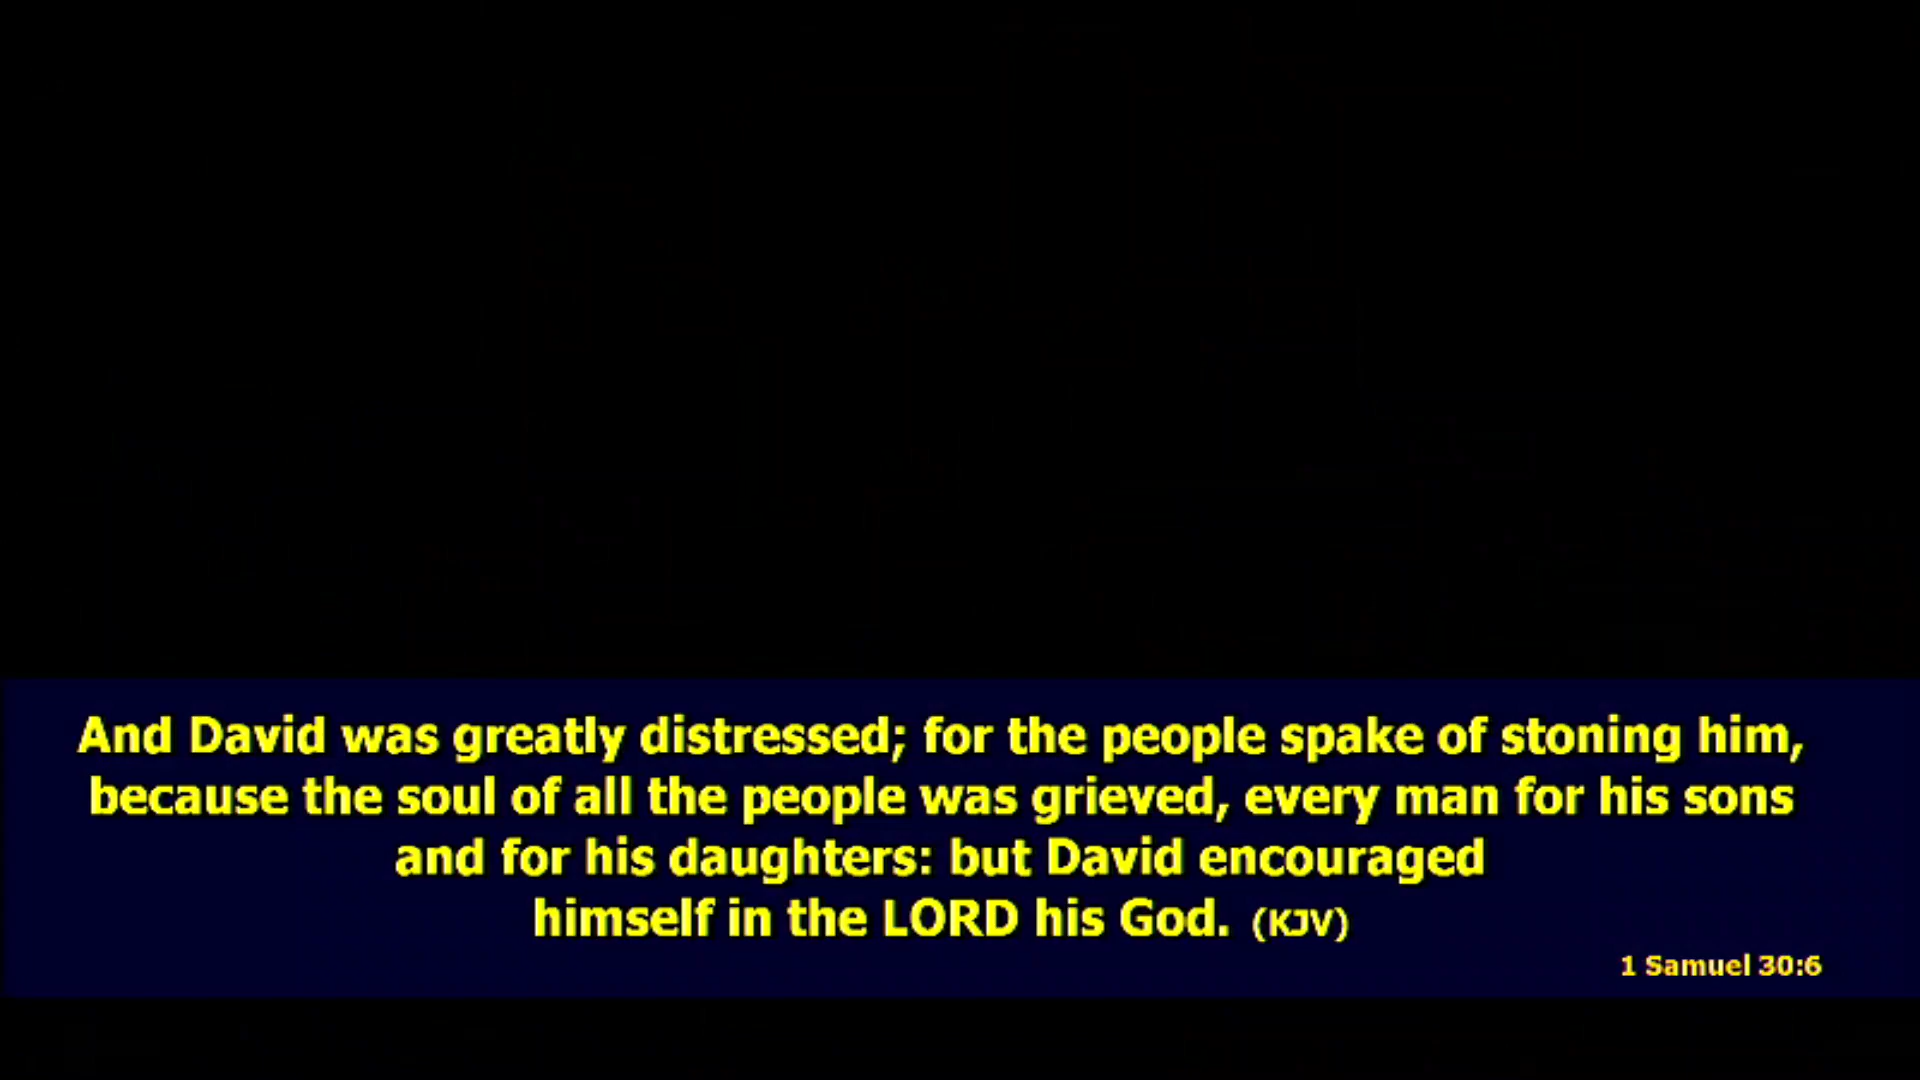 And David was greatly distressed; for the people spake of stoning him,
because the soul of all the people was grieved, every man for his sons
and for his daughters: but David encouraged
himself in the LORD his God. (KJV)
1 Samuel 30:6